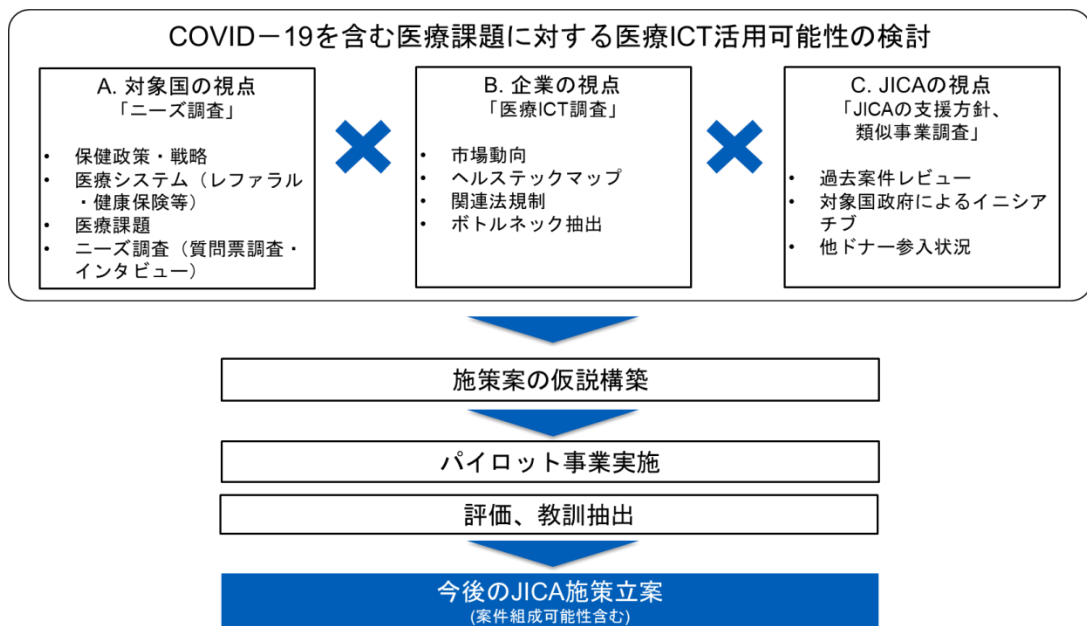 COVID－19を含む医療課題に対する医療ICT活用可能性の検討
A. 対象国の視点
「ニーズ調査」
• 保健政策・戦略
• 医療システム（レファラル
・健康保険等）
• 医療課題
• ニーズ調査（質問票調査・
インタビュー）
B. 企業の視点
「医療ICT調査」
• 市場動向
• ヘルステックマップ
• 関連法規制
• ボトルネック抽出
C. JICAの視点
「JICAの支援方針、
類似事業調査」
• 過去案件レビュー
• 対象国政府によるイニシア
チブ
• 他ドナー参入状況
施策案の仮説構築
パイロット事業実施
評価、教訓抽出
今後のJICA施策立案
(案件組成可能性含む)